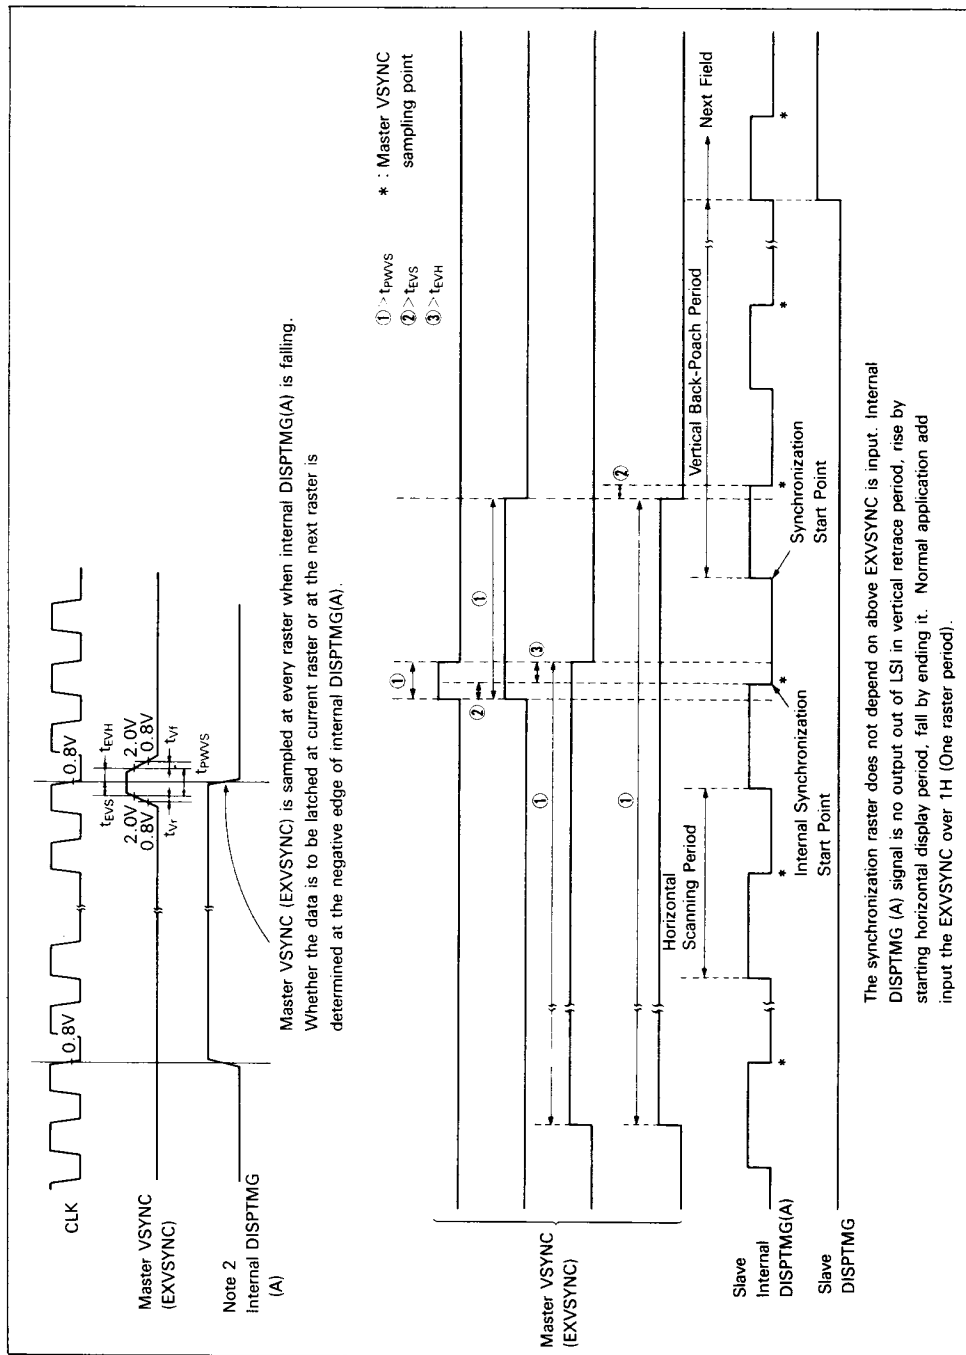 CLK
0.8V
0.8V
Master VSYNC
(EXVSYNC)
2.0V
0.8V
2.0V
0.8V
tEVS
tEVH
tVr
tVf
tPWVS
Note 2
Internal DISPTMG
(A)
Master VSYNC (EXVSYNC) is sampled at every raster when internal DISPTMG(A) is falling.
Whether the data is to be latched at current raster or at the next raster is
determined at the negative edge of internal DISPTMG(A).
① > tPWVS
② > tEVS
③ > tEVH
* : Master VSYNC
sampling point
Master VSYNC
(EXVSYNC)
①
②
①
①
③
①
②
Horizontal
Scanning Period
Vertical Back-Poach Period
Next Field
Slave
Internal
DISPTMG(A)
* * * * * *
Internal Synchronization
Start Point
Synchronization
Start Point
Slave
DISPTMG
The synchronization raster does not depend on above EXVSYNC is input. Internal
DISPTMG (A) signal is no output out of LSI in vertical retrace period, rise by
starting horizontal display period, fall by ending it. Normal application add
input the EXVSYNC over 1H (One raster period).